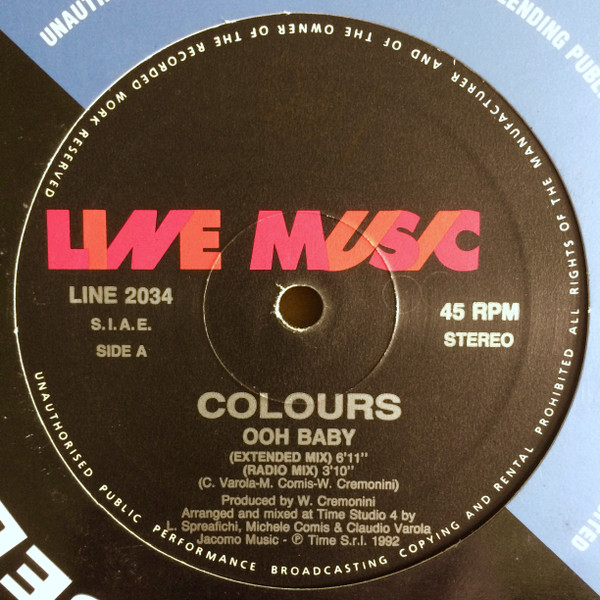 LINE MUSIC
LINE 2034
S.I.A.E.
SIDE A
45 RPM
STEREO
COLOURS
OOH BABY
(EXTENDED MIX) 6'11"
(RADIO MIX) 3'10"
(C. Varola-M. Comis-W. Cremonini)
Produced by W. Cremonini
Arranged and mixed at Time Studio 4 by
L. Spreafichi, Michele Comis & Claudio Varola
Jacomo Music - ℗ Time S.r.l. 1992
ALL RIGHTS OF THE MANUFACTURER AND OF THE OWNER OF THE RECORDED WORK RESERVED
UNAUTHORISED PUBLIC PERFORMANCE BROADCASTING COPYING AND RENTAL PROHIBITED